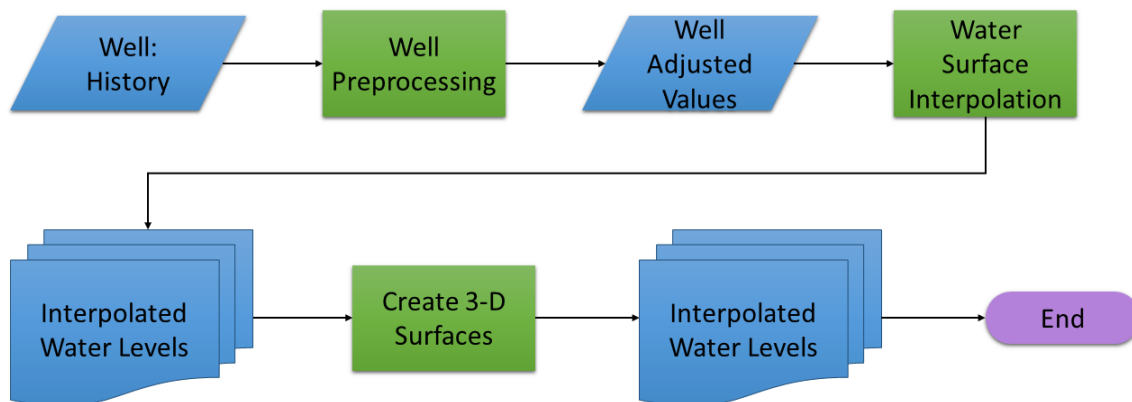 Well:
History
Well
Preprocessing
Well
Adjusted
Values
Water
Surface
Interpolation
Interpolated
Water Levels
Create 3-D
Surfaces
Interpolated
Water Levels
End